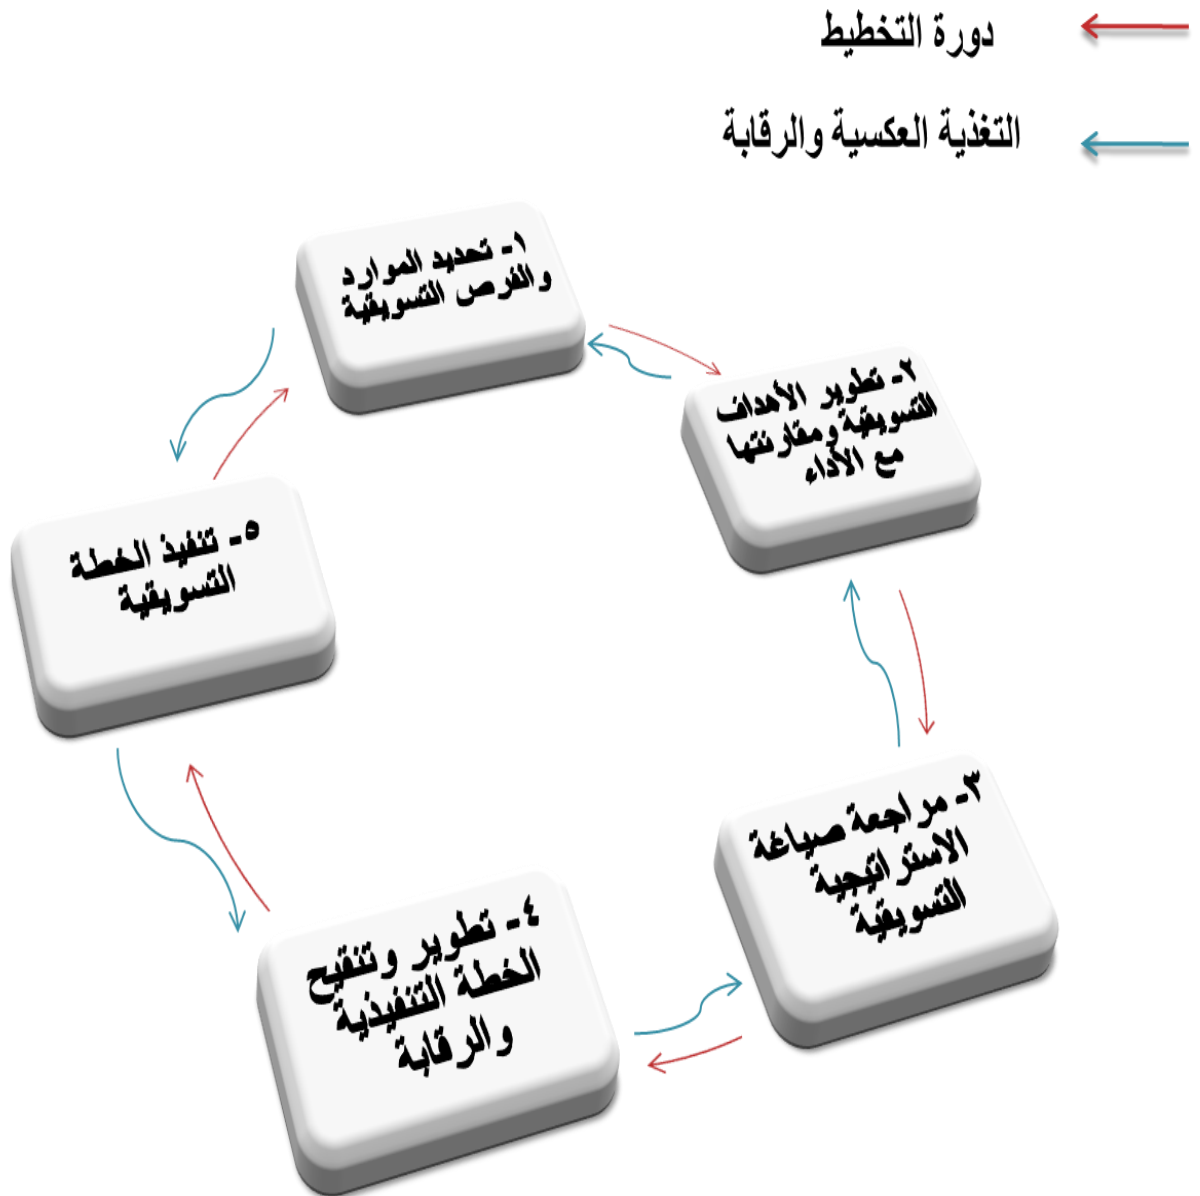 دورة التخطيط
التغذية العكسية والرقابة
١- تحديد الموارد
والفرص التسويقية
٢- تطوير الأهداف
التسويقية ومقارنتها
مع الأداء
٣- مراجعة صياغة
الاستراتيجية
التسويقية
٤- تطوير وتنقيح
الخطة التنفيذية
والرقابة
٥- تنفيذ الخطة
التسويقية